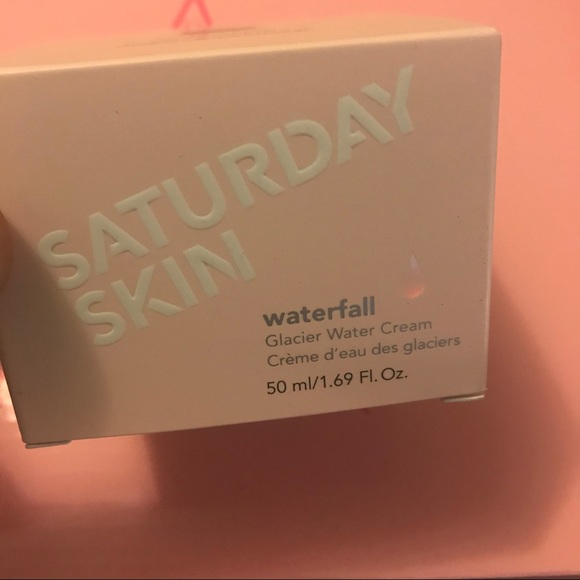 SATURDAY
SKIN
waterfall
Glacier Water Cream
Crème d'eau des glaciers
50 ml/1.69 Fl. Oz.